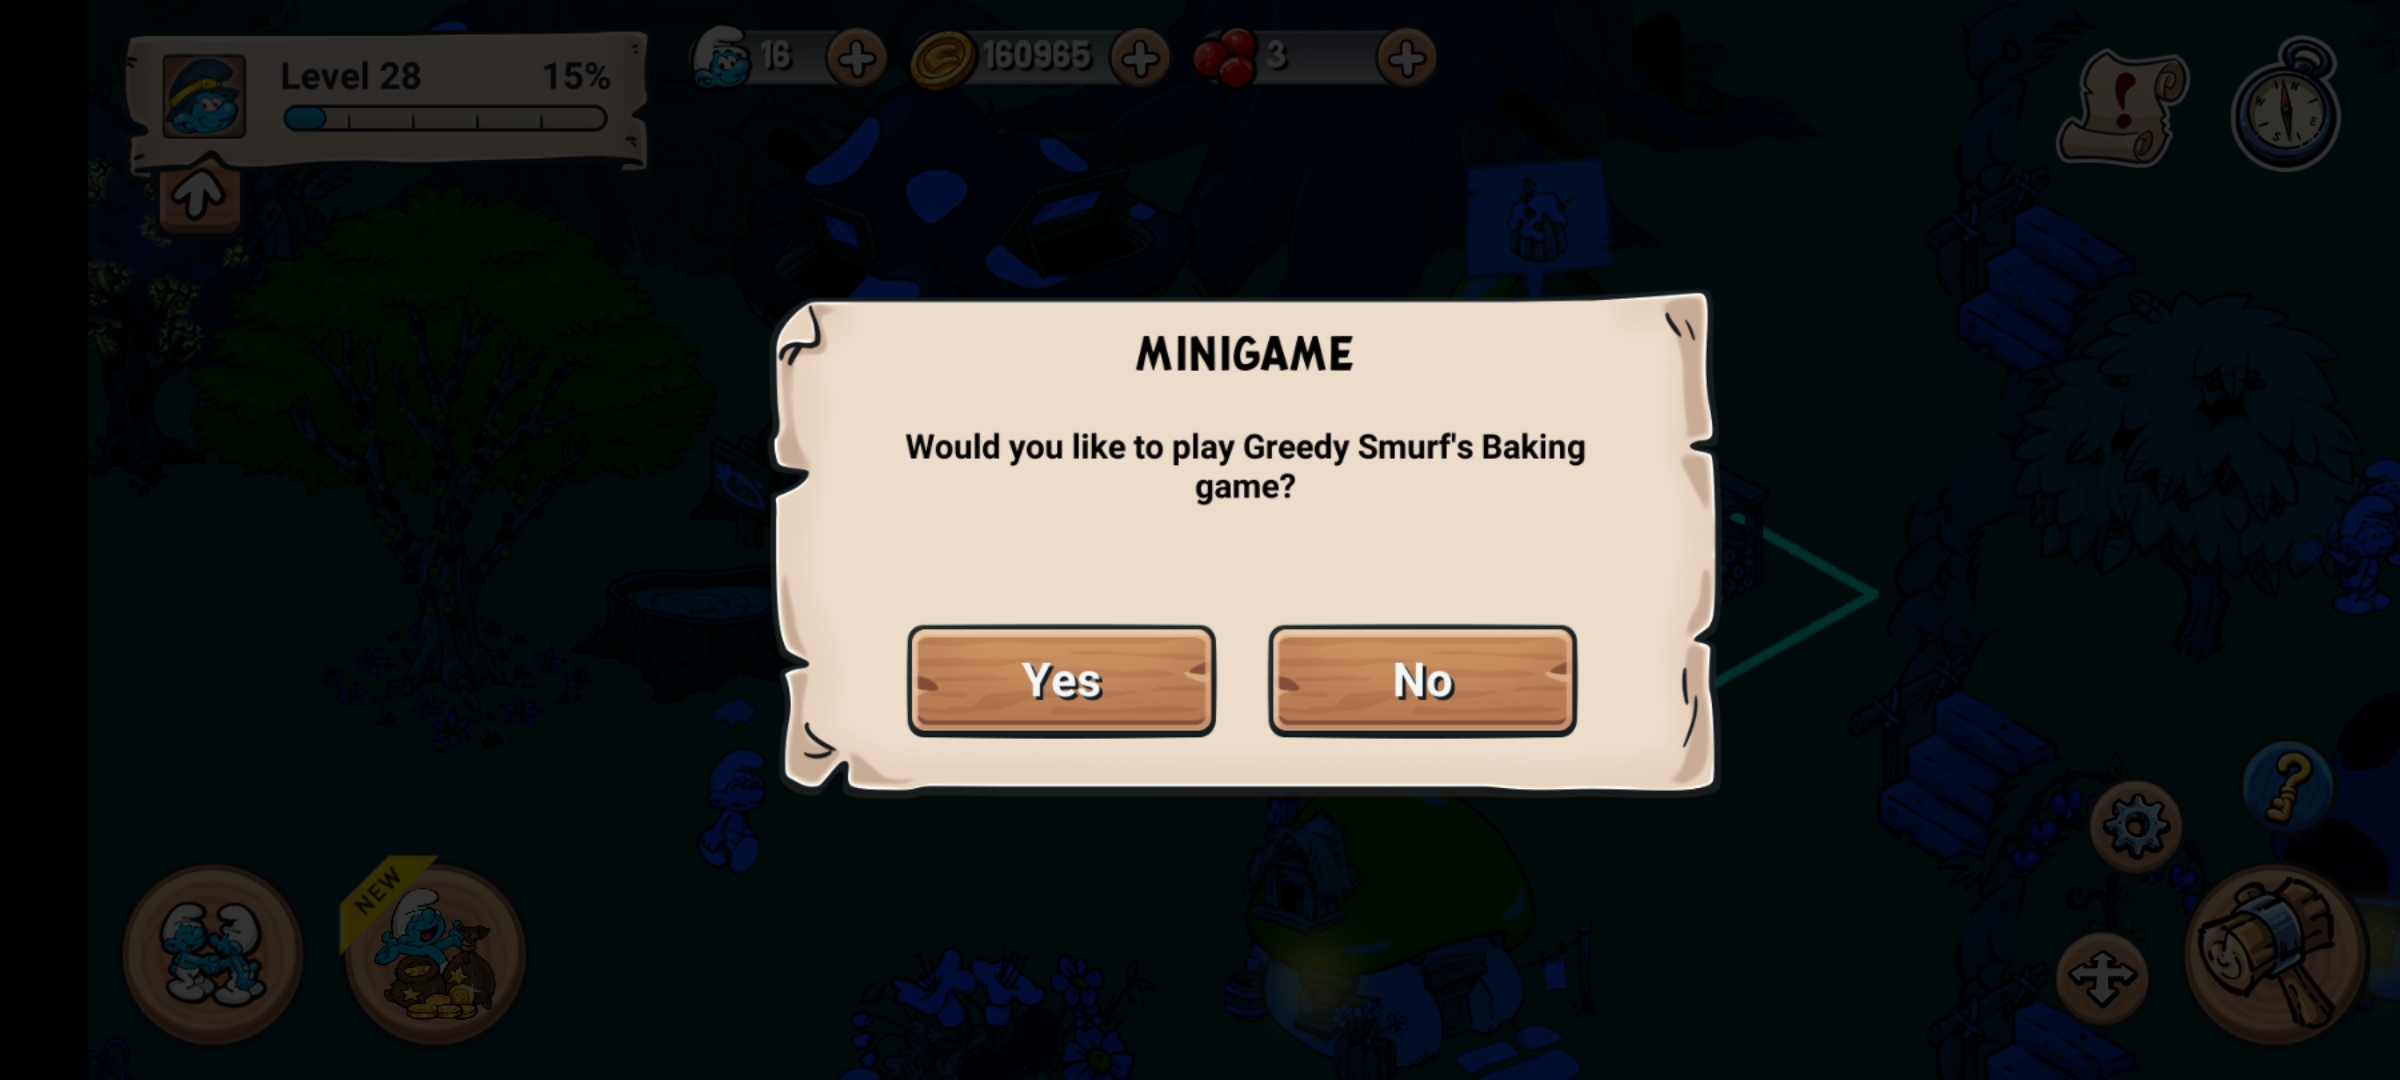 Level 28 15%
16
160965
3
MINIGAME
Would you like to play Greedy Smurf's Baking
game?
Yes
No
NEW